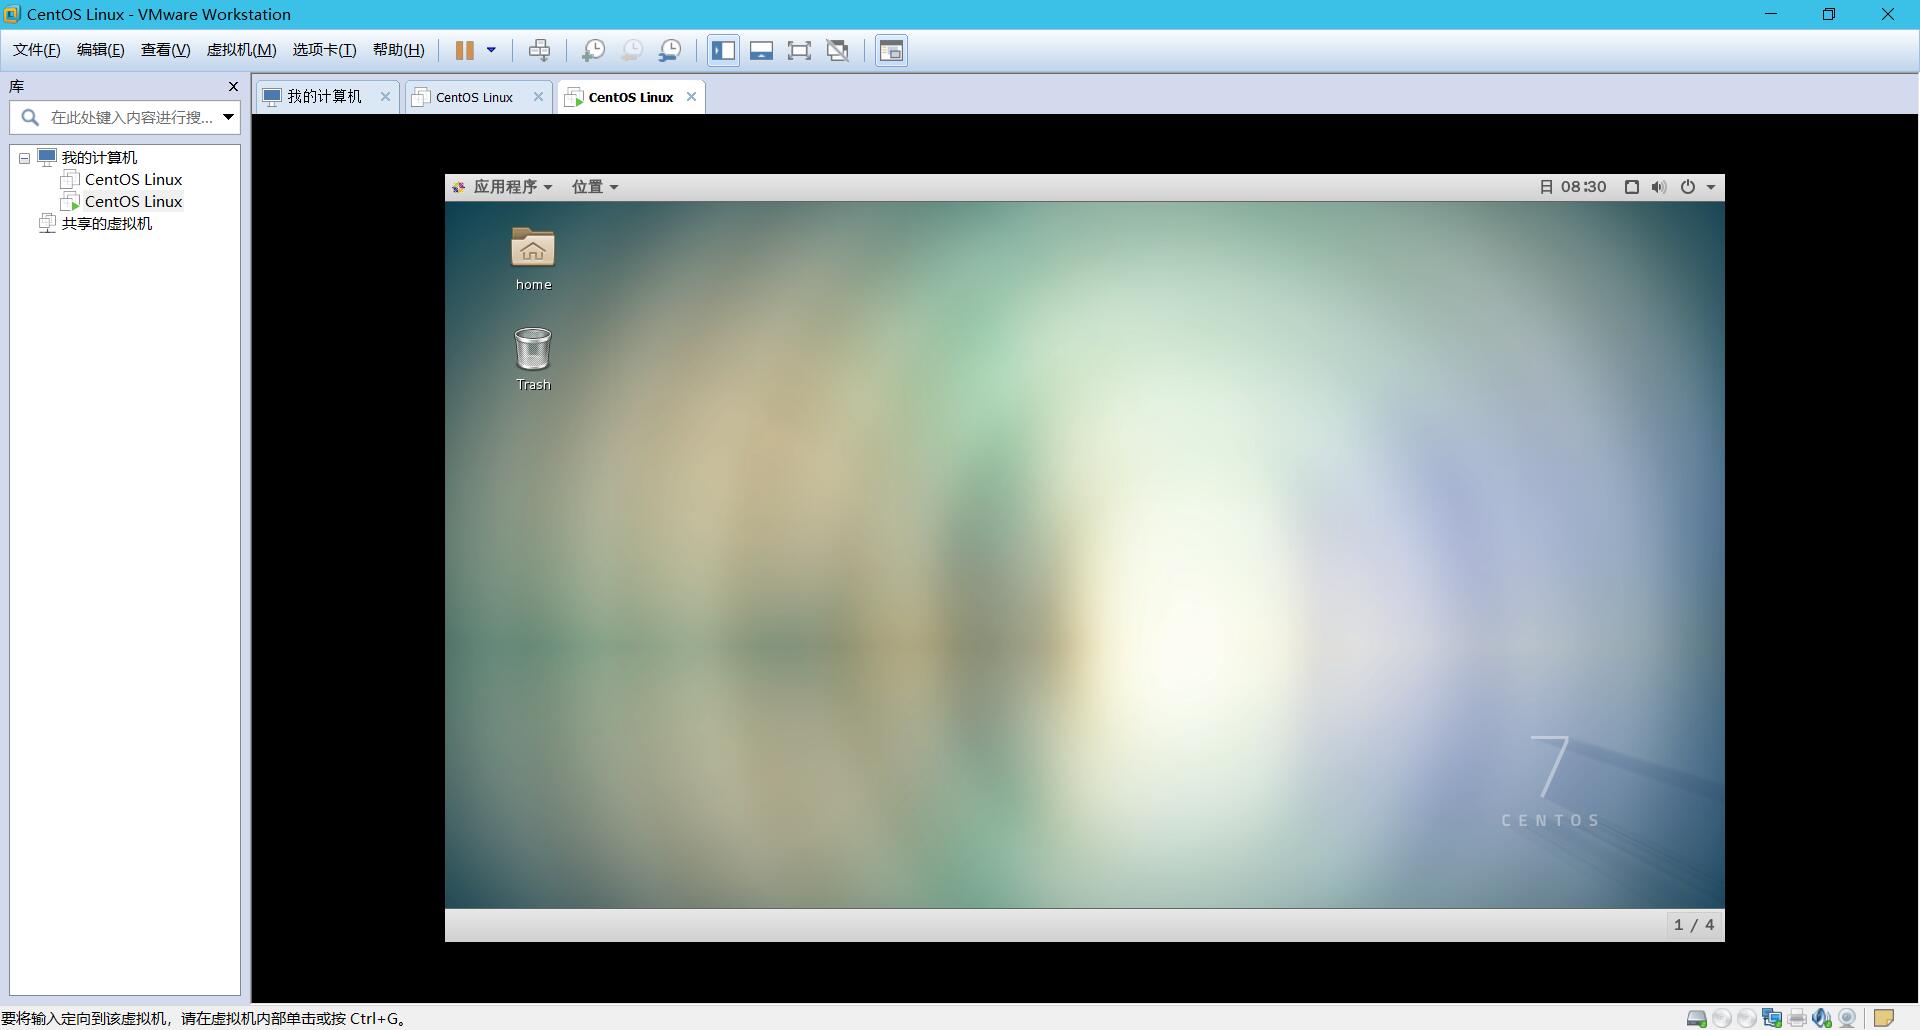 CentOS Linux - VMware Workstation
文件(F) 编辑(E) 查看(V) 虚拟机(M) 选项卡(T) 帮助(H)
库
在此处键入内容进行搜...
我的计算机
CentOS Linux
CentOS Linux
共享的虚拟机
我的计算机 CentOS Linux CentOS Linux
应用程序 位置 日 08:30
home
Trash
7
CENTOS
1 / 4
要将输入定向到该虚拟机，请在虚拟机内部单击或按 Ctrl+G。